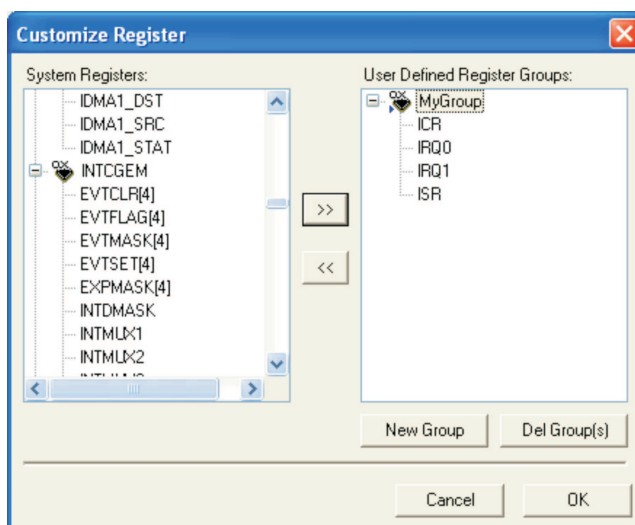 Customize Register
System Registers:
IDMA1_DST
IDMA1_SRC
IDMA1_STAT
INTCGEM
EVTCLR[4]
EVTFLAG[4]
EVTMASK[4]
EVTSET[4]
EXPMASK[4]
INTDMASK
INTMUX1
INTMUX2
>>
<<
User Defined Register Groups:
MyGroup
ICR
IRQ0
IRQ1
ISR
New Group
Del Group(s)
Cancel
OK